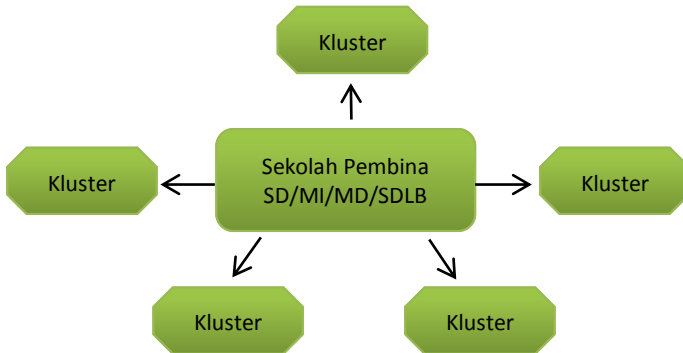 Kluster
Sekolah Pembina
SD/MI/MD/SDLB
Kluster
Kluster
Kluster
Kluster